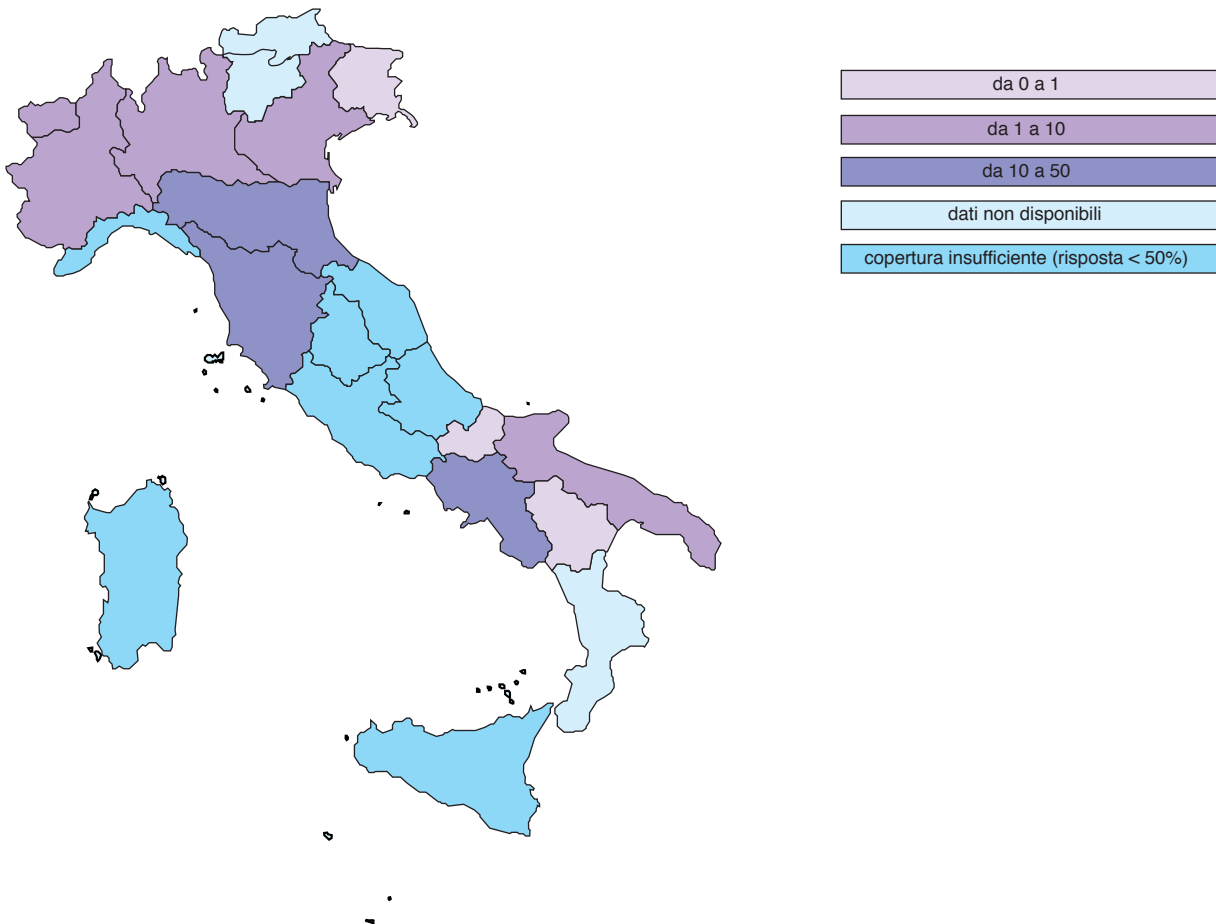 da 0 a 1
da 1 a 10
da 10 a 50
dati non disponibili
copertura insufficiente (risposta < 50%)